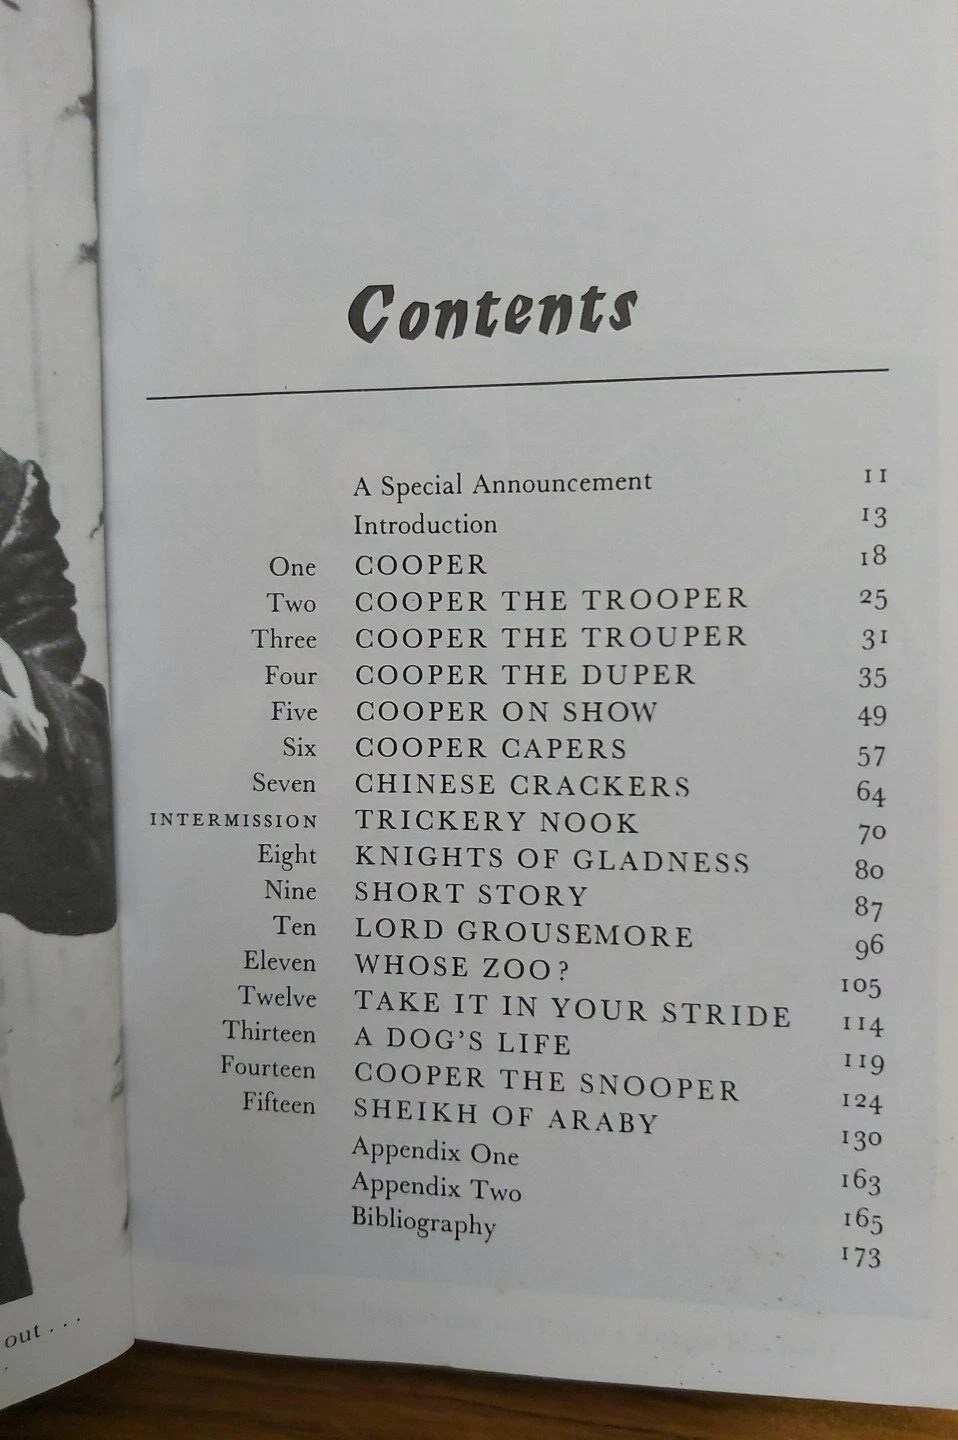 out . . .
Contents
A Special Announcement 11
Introduction 13
One COOPER 18
Two COOPER THE TROOPER 25
Three COOPER THE TROUPER 31
Four COOPER THE DUPER 35
Five COOPER ON SHOW 49
Six COOPER CAPERS 57
Seven CHINESE CRACKERS 64
INTERMISSION TRICKERY NOOK 70
Eight KNIGHTS OF GLADNESS 80
Nine SHORT STORY 87
Ten LORD GROUSEMORE 96
Eleven WHOSE ZOO? 105
Twelve TAKE IT IN YOUR STRIDE 114
Thirteen A DOG'S LIFE 119
Fourteen COOPER THE SNOOPER 124
Fifteen SHEIKH OF ARABY 130
Appendix One 163
Appendix Two 165
Bibliography 173